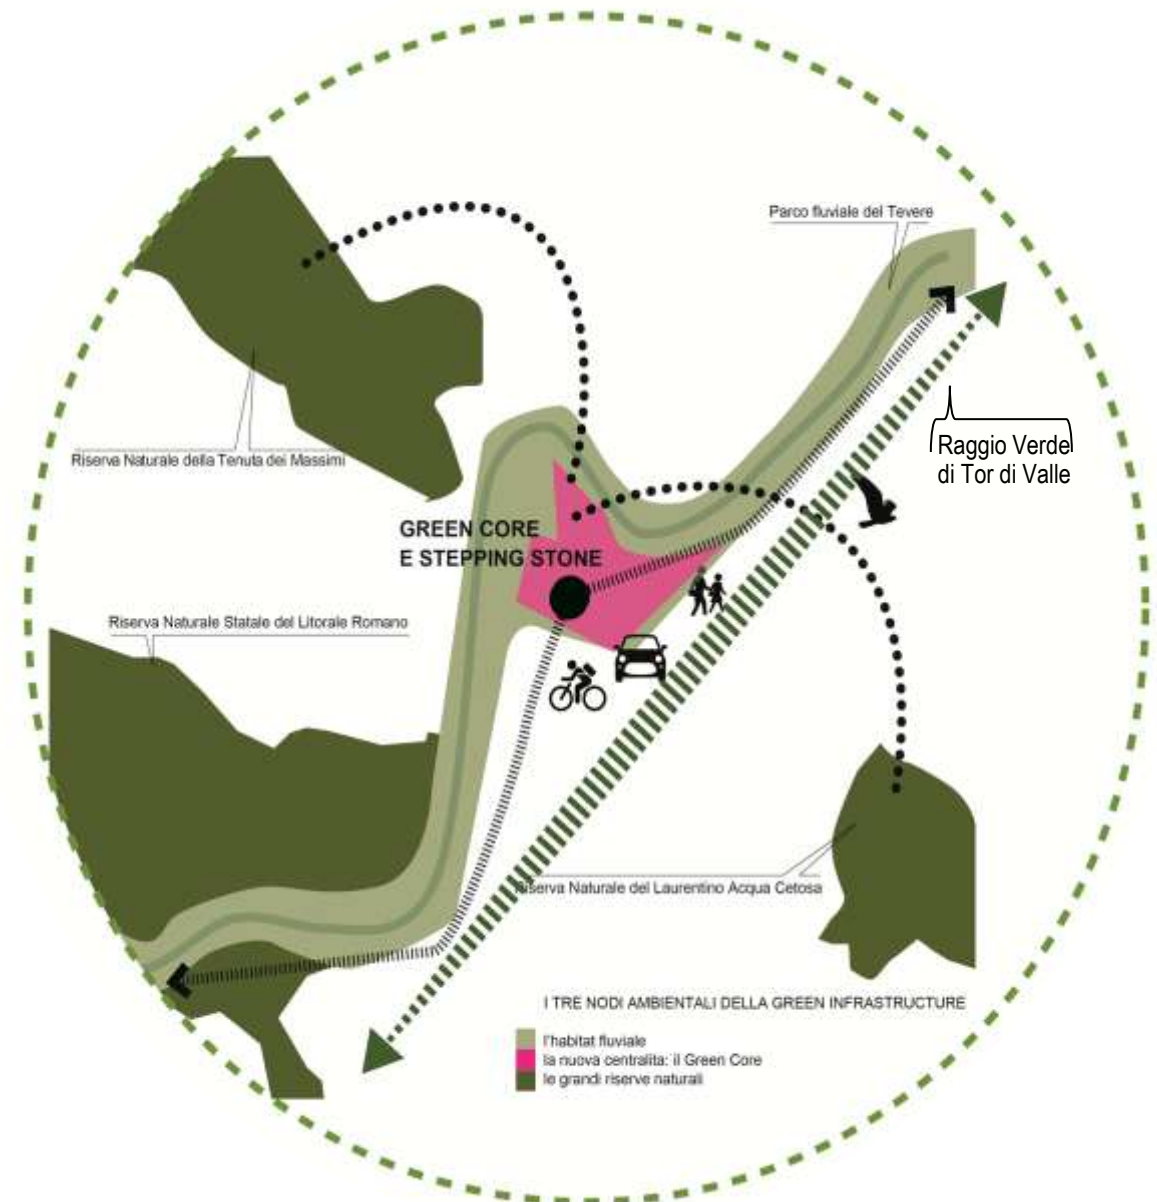 Parco fluviale del Tevere
Raggio Verde
di Tor di Valle
Riserva Naturale della Tenuta dei Massimi
GREEN CORE
E STEPPING STONE
Riserva Naturale Statale del Litorale Romano
Riserva Naturale del Laurentino Acqua Cetosa
I TRE NODI AMBIENTALI DELLA GREEN INFRASTRUCTURE
l'habitat fluviale
la nuova centralita: il Green Core
le grandi riserve naturali